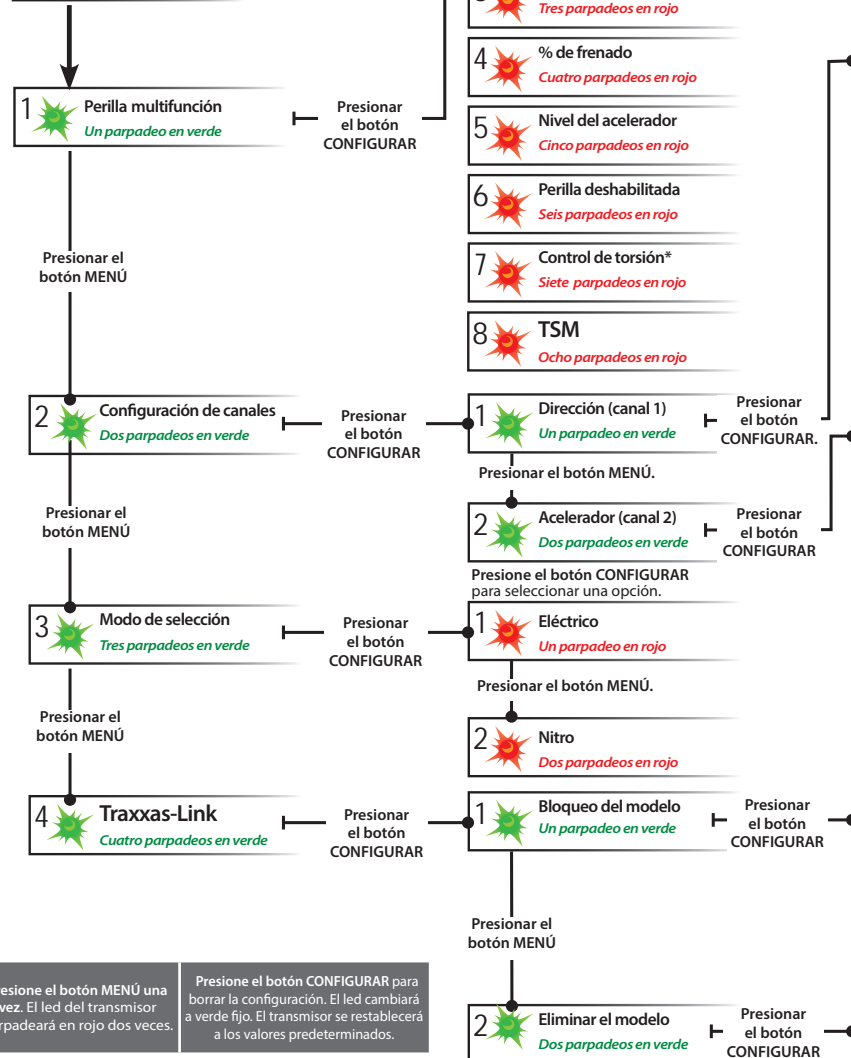 Tres parpadeos en rojo
4
% de frenado
Cuatro parpadeos en rojo
1
Perilla multifunción
Un parpadeo en verde
Presionar
el botón
CONFIGURAR
5
Nivel del acelerador
Cinco parpadeos en rojo
6
Perilla deshabilitada
Seis parpadeos en rojo
Presionar el
botón MENÚ
7
Control de torsión*
Siete parpadeos en rojo
8
TSM
Ocho parpadeos en rojo
2
Configuración de canales
Dos parpadeos en verde
Presionar
el botón
CONFIGURAR
1
Dirección (canal 1)
Un parpadeo en verde
Presionar
el botón
CONFIGURAR.
Presionar el botón MENÚ.
Presionar el
botón MENÚ
2
Acelerador (canal 2)
Dos parpadeos en verde
Presionar
el botón
CONFIGURAR
Presione el botón CONFIGURAR
para seleccionar una opción.
3
Modo de selección
Tres parpadeos en verde
Presionar
el botón
CONFIGURAR
1
Eléctrico
Un parpadeo en rojo
Presionar el botón MENÚ.
Presionar el
botón MENÚ
2
Nitro
Dos parpadeos en rojo
4
Traxxas-Link
Cuatro parpadeos en verde
Presionar
el botón
CONFIGURAR
1
Bloqueo del modelo
Un parpadeo en verde
Presionar
el botón
CONFIGURAR
Presionar el
botón MENÚ
esione el botón MENÚ una
vez. El led del transmisor
rpadeará en rojo dos veces.
Presione el botón CONFIGURAR para
borrar la configuración. El led cambiará
a verde fijo. El transmisor se restablecerá
a los valores predeterminados.
2
Eliminar el modelo
Dos parpadeos en verde
Presionar
el botón
CONFIGURAR